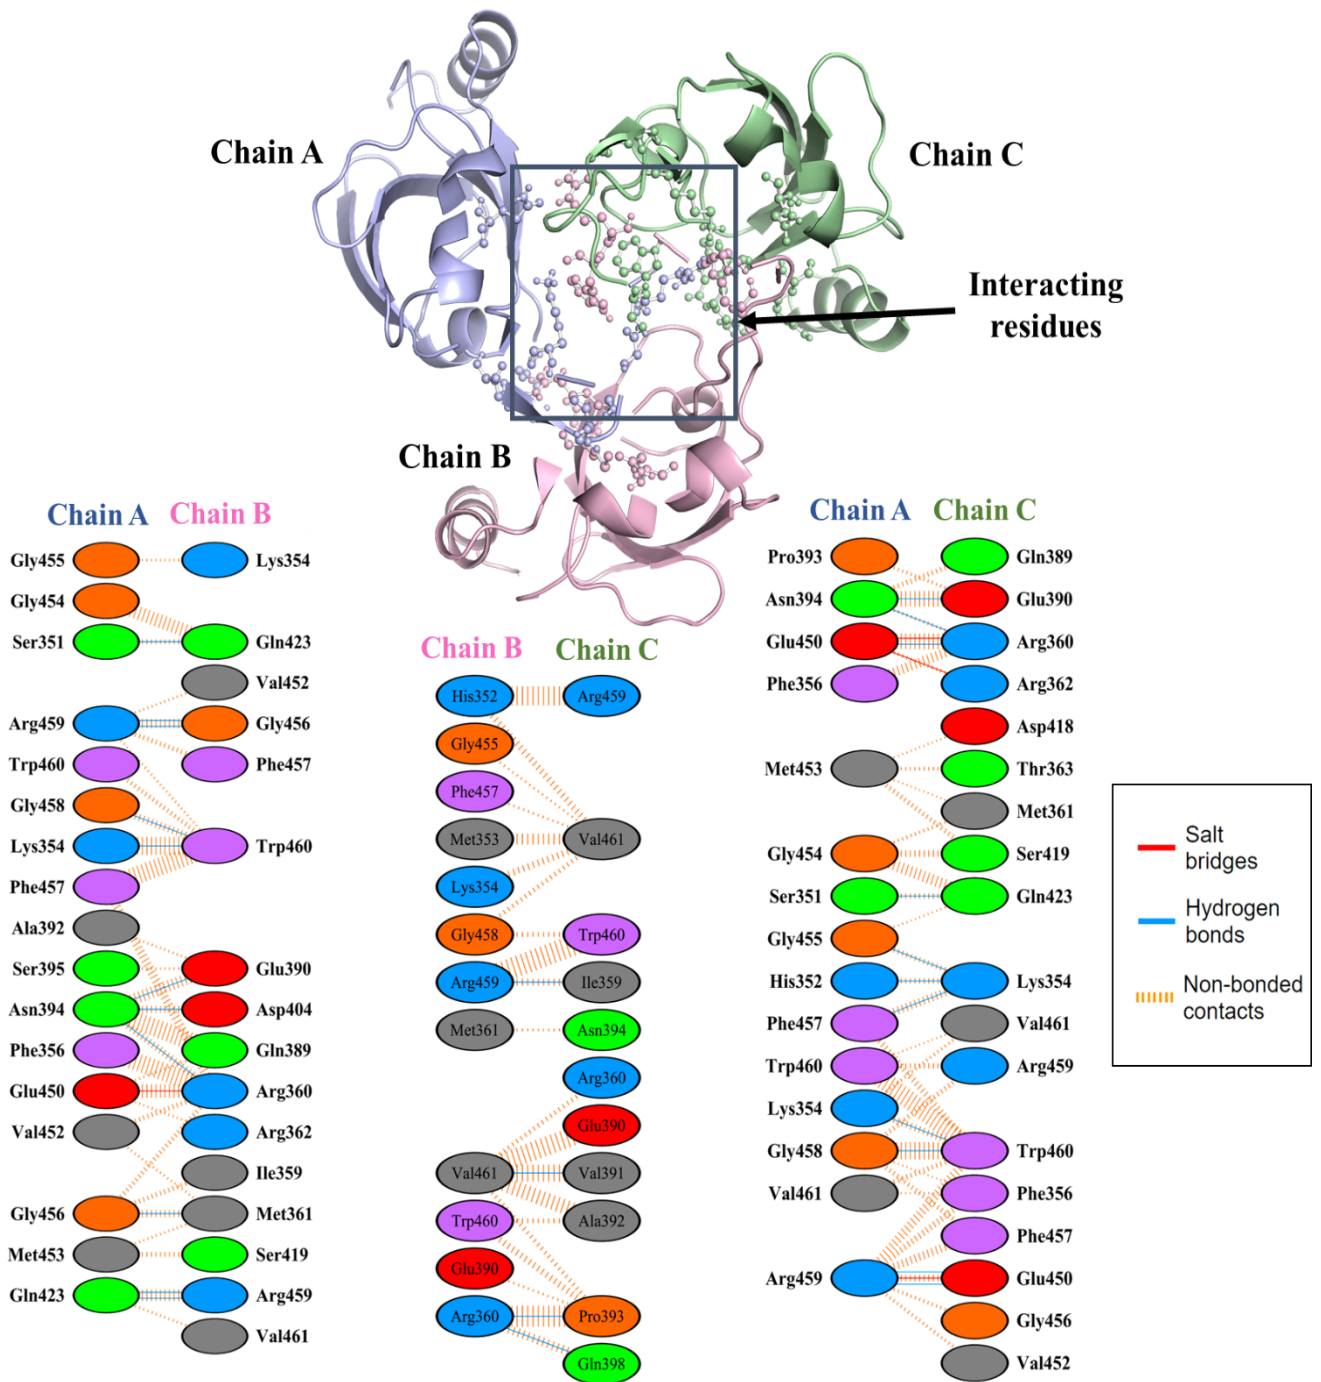 Chain A
Chain C
Interacting
residues
Chain B
Chain A Chain B
Gly455
Lys354
Gly454
Ser351
Gln423
Val452
Arg459
Gly456
Trp460
Phe457
Gly458
Lys354
Trp460
Phe457
Ala392
Ser395
Glu390
Asn394
Asp404
Phe356
Gln389
Glu450
Arg360
Val452
Arg362
Ile359
Gly456
Met361
Met453
Ser419
Gln423
Arg459
Val461
Chain B Chain C
His352
Arg459
Gly455
Phe457
Met353
Val461
Lys354
Gly458
Trp460
Arg459
Ile359
Met361
Asn394
Arg360
Glu390
Val461
Val391
Trp460
Ala392
Glu390
Arg360
Pro393
Gln398
Chain A Chain C
Pro393
Gln389
Asn394
Glu390
Glu450
Arg360
Phe356
Arg362
Asp418
Met453
Thr363
Met361
Gly454
Ser419
Ser351
Gln423
Gly455
His352
Lys354
Phe457
Val461
Trp460
Arg459
Lys354
Gly458
Trp460
Val461
Phe356
Phe457
Arg459
Glu450
Gly456
Val452
Salt
bridges
Hydrogen
bonds
Non-bonded
contacts